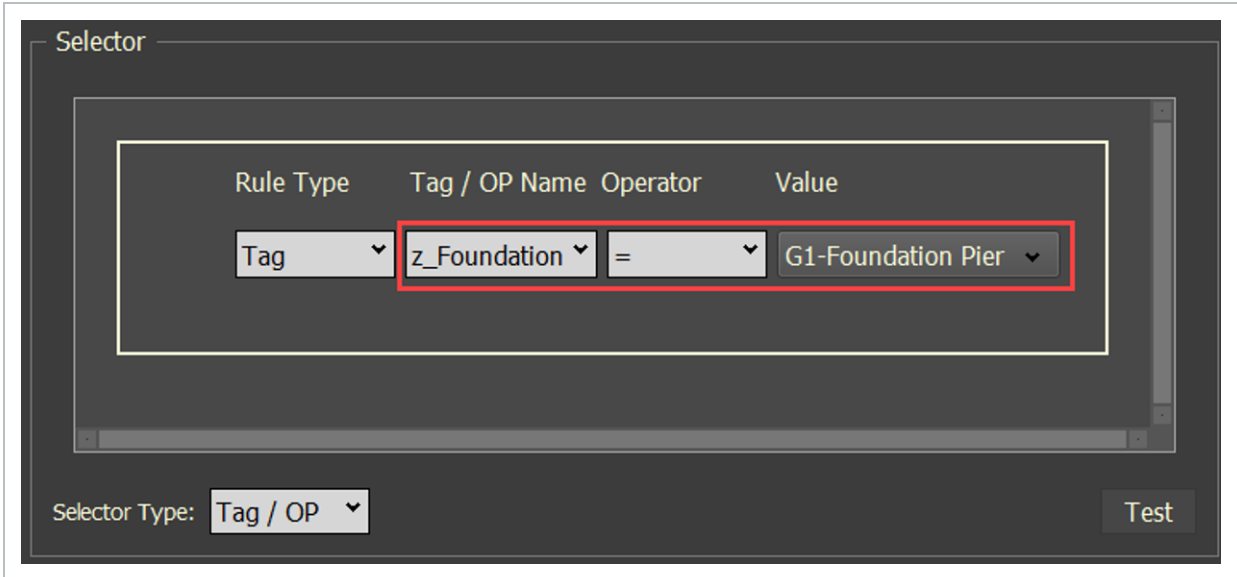 Selector
Rule Type Tag / OP Name Operator Value
Tag z_Foundation = G1-Foundation Pier
Selector Type: Tag / OP Test